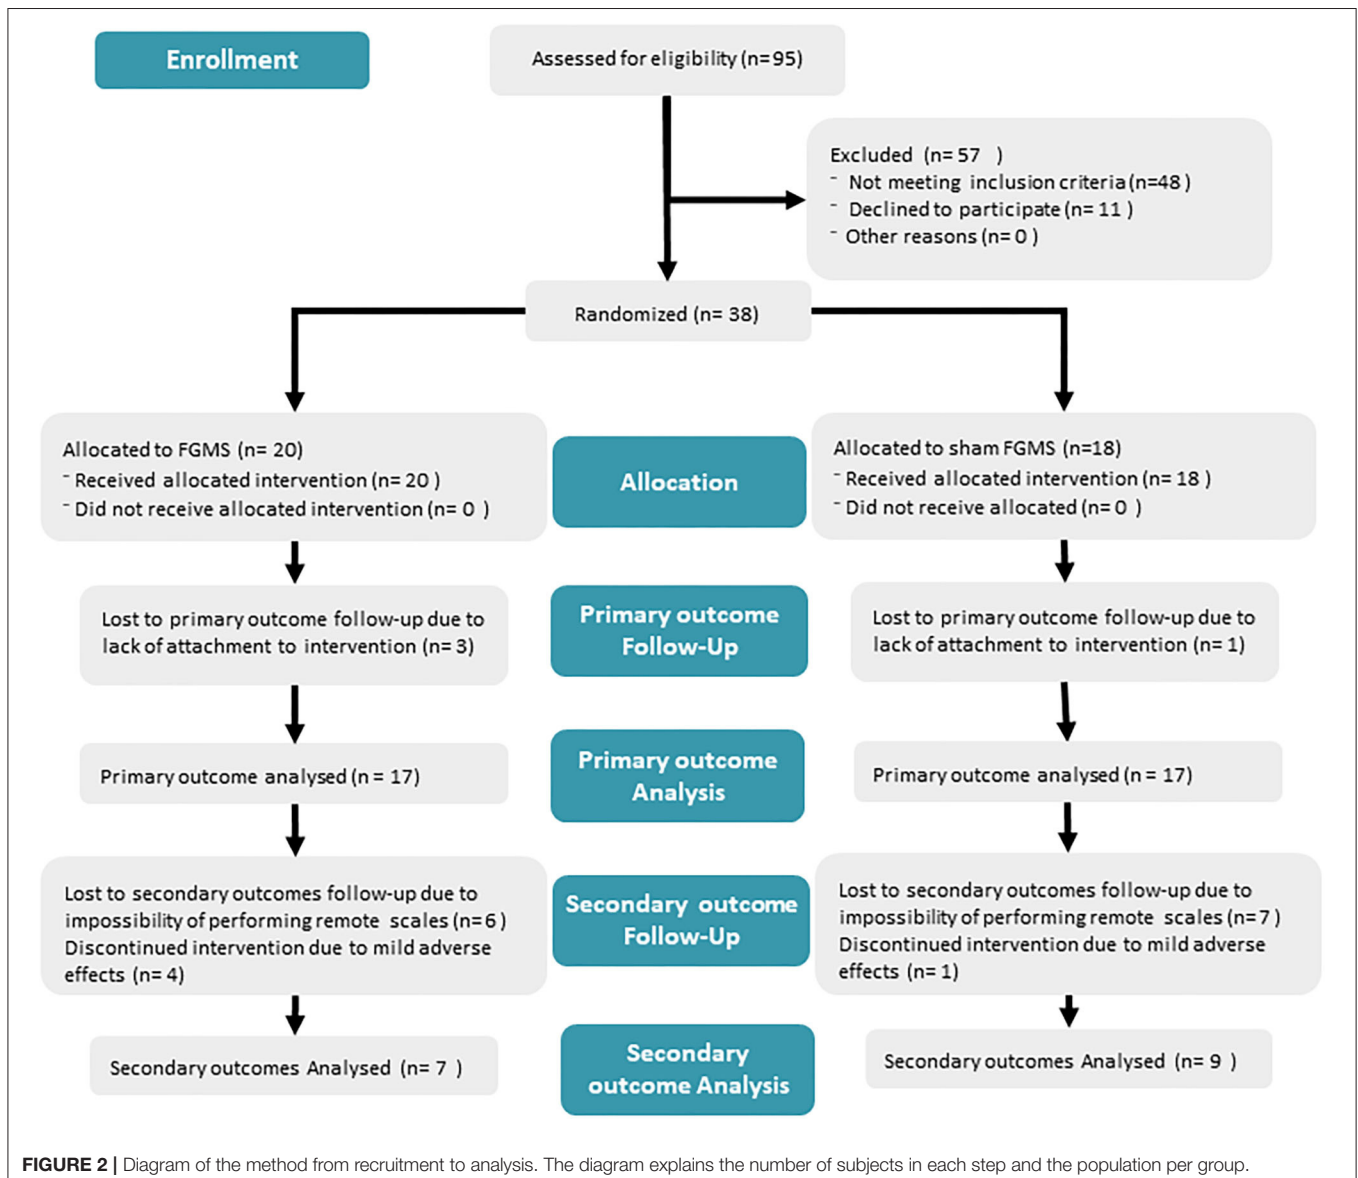 Enrollment
Assessed for eligibility (n=95)
Excluded (n= 57 )
- Not meeting inclusion criteria (n=48 )
- Declined to participate (n= 11 )
- Other reasons (n= 0 )
Randomized (n= 38)
Allocated to FGMS (n= 20)
- Received allocated intervention (n= 20 )
- Did not receive allocated intervention (n= 0 )
Allocation
Allocated to sham FGMS (n=18)
- Received allocated intervention (n= 18 )
- Did not receive allocated (n= 0 )
Lost to primary outcome follow-up due to
lack of attachment to intervention (n= 3)
Primary outcome
Follow-Up
Lost to primary outcome follow-up due to
lack of attachment to intervention (n= 1)
Primary outcome analysed (n = 17)
Primary outcome
Analysis
Primary outcome analysed (n = 17)
Lost to secondary outcomes follow-up due to
impossibility of performing remote scales (n=6 )
Discontinued intervention due to mild adverse
effects (n= 4)
Secondary outcome
Follow-Up
Lost to secondary outcomes follow-up due to
impossibility of performing remote scales (n=7 )
Discontinued intervention due to mild adverse
effects (n= 1)
Secondary outcomes Analysed (n= 7 )
Secondary
outcome Analysis
Secondary outcomes Analysed (n= 9 )
FIGURE 2 | Diagram of the method from recruitment to analysis. The diagram explains the number of subjects in each step and the population per group.